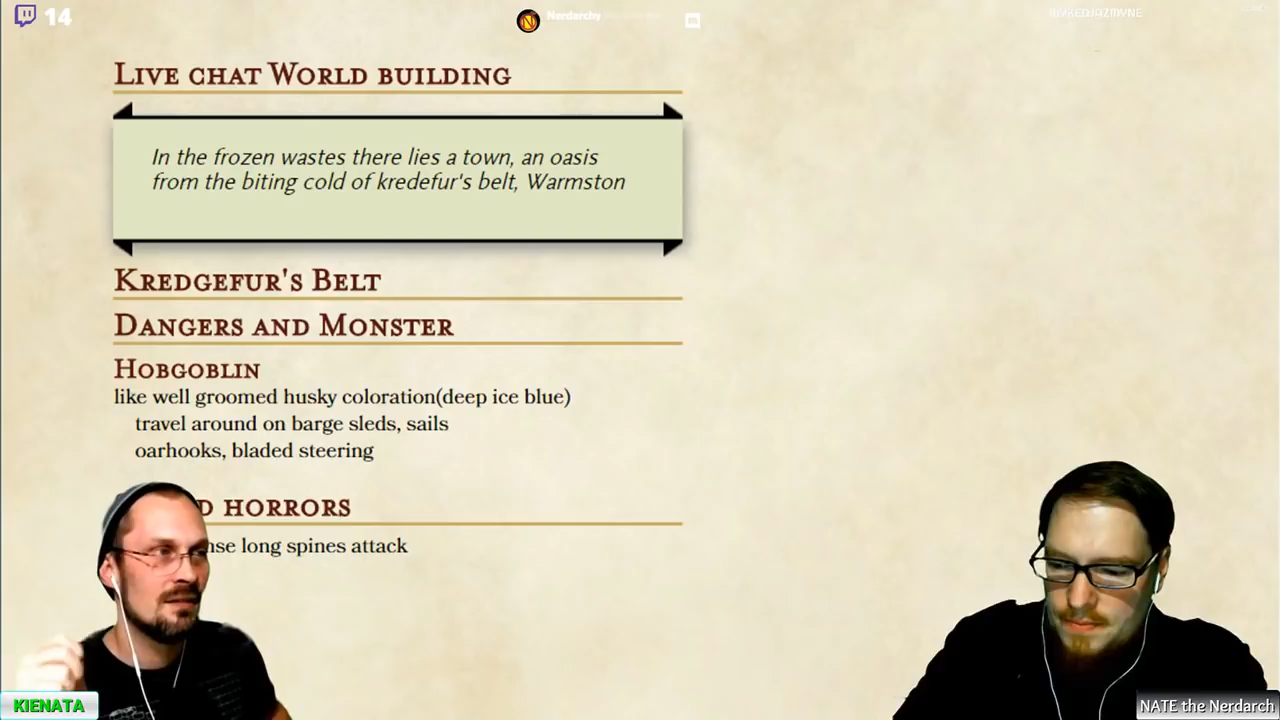 14
Nerdarchy
LIVE CHAT WORLD BUILDING
In the frozen wastes there lies a town, an oasis
from the biting cold of kredefur's belt, Warmston
KREDGEFUR'S BELT
DANGERS AND MONSTER
HOBGOBLIN
like well groomed husky coloration(deep ice blue)
travel around on barge sleds, sails
oarhooks, bladed steering
HORRORS
long spines attack
KIENATA
NATE the Nerdarch